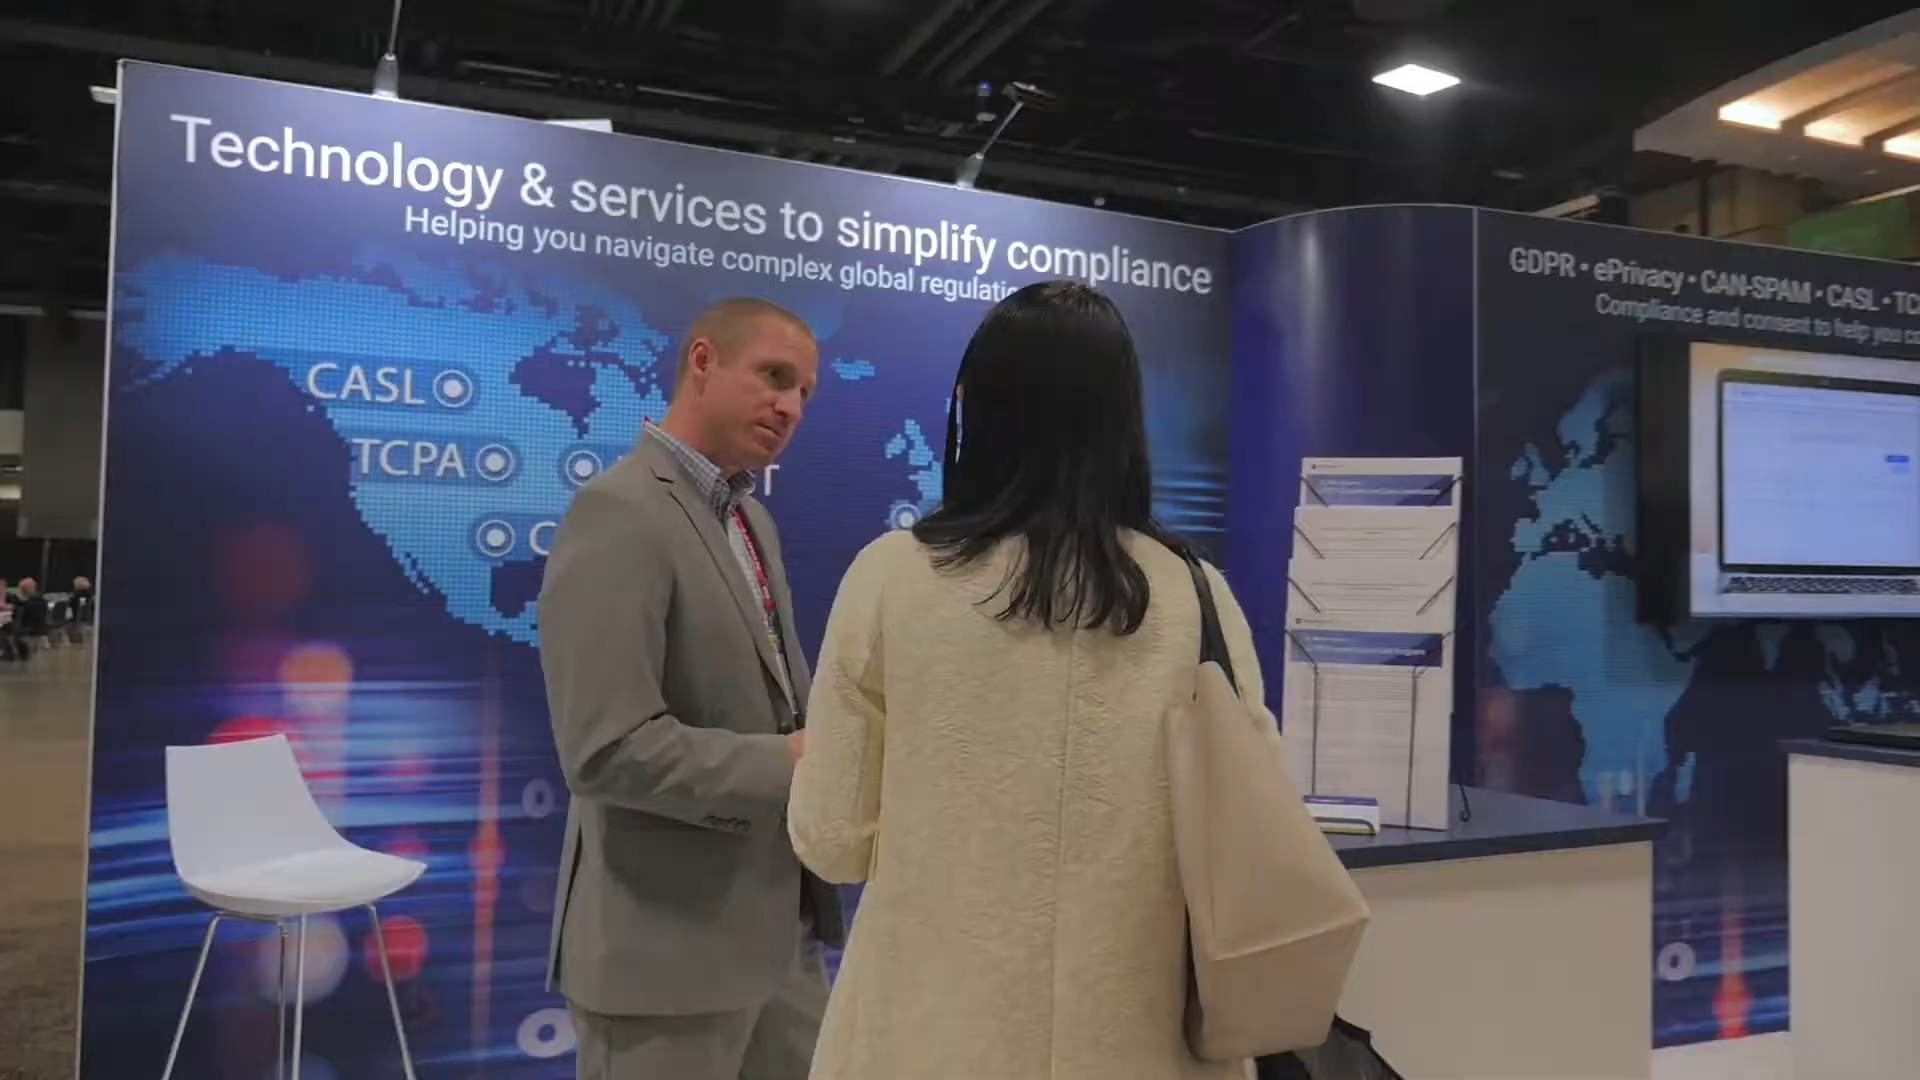 Technology & services to simplify compliance
Helping you navigate complex global
CASL
TCPA
GDPR • ePrivacy • CAN-SPAM • CASL •
Compliance and consent to help you